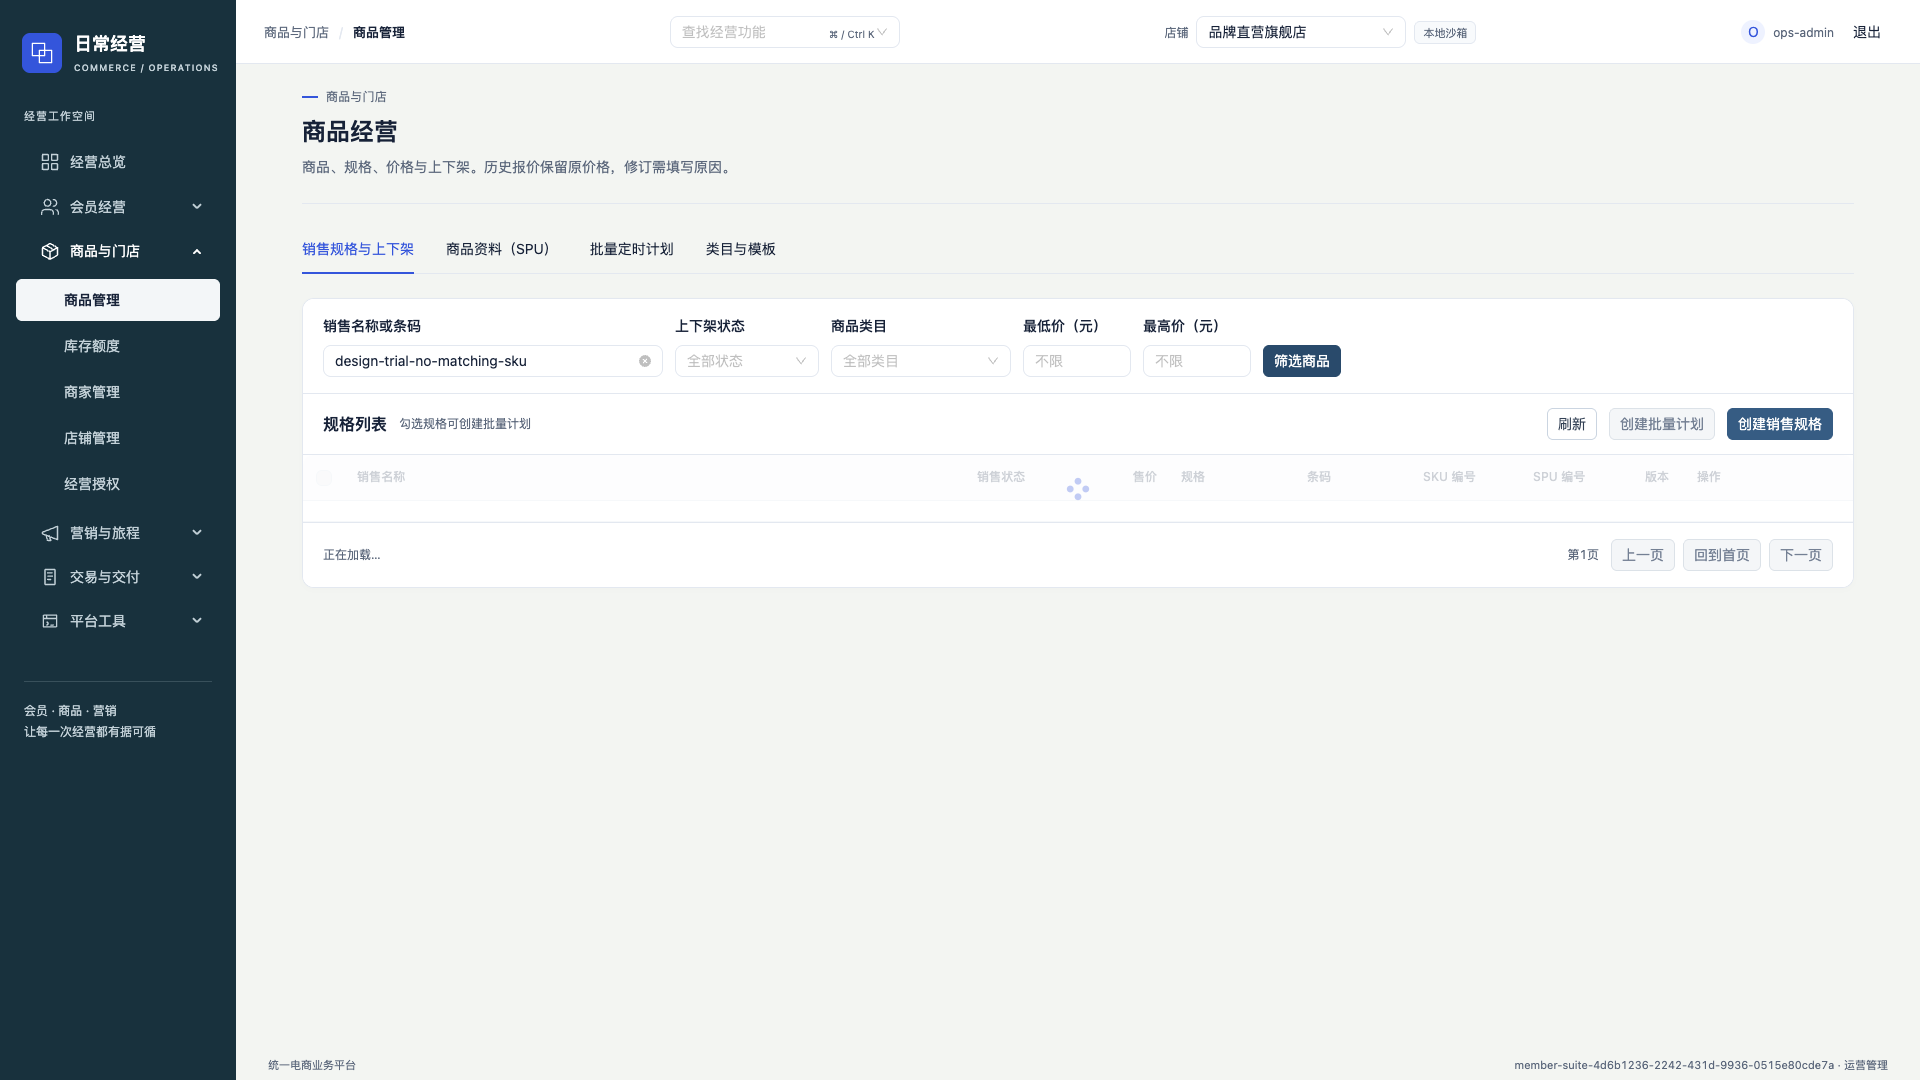 日常经营
COMMERCE / OPERATIONS
经营工作空间
经营总览
会员经营
商品与门店
商品管理
库存额度
商家管理
店铺管理
经营授权
营销与旅程
交易与交付
平台工具
会员 · 商品 · 营销
让每一次经营都有据可循
商品与门店 / 商品管理
查找经营功能 ⌘ / Ctrl K
店铺 品牌直营旗舰店 本地沙箱
O ops-admin 退出
商品与门店
商品经营
商品、规格、价格与上下架。历史报价保留原价格，修订需填写原因。
销售规格与上下架 商品资料（SPU） 批量定时计划 类目与模板
销售名称或条码 上下架状态 商品类目 最低价（元） 最高价（元）
design-trial-no-matching-sku 全部状态 全部类目 不限 不限 筛选商品
规格列表 勾选规格可创建批量计划 刷新 创建批量计划 创建销售规格
销售名称 销售状态 售价 规格 条码 SKU 编号 SPU 编号 版本 操作
正在加载... 第1页 上一页 回到首页 下一页
统一电商业务平台 member-suite-4d6b1236-2242-431d-9936-0515e80cde7a · 运营管理